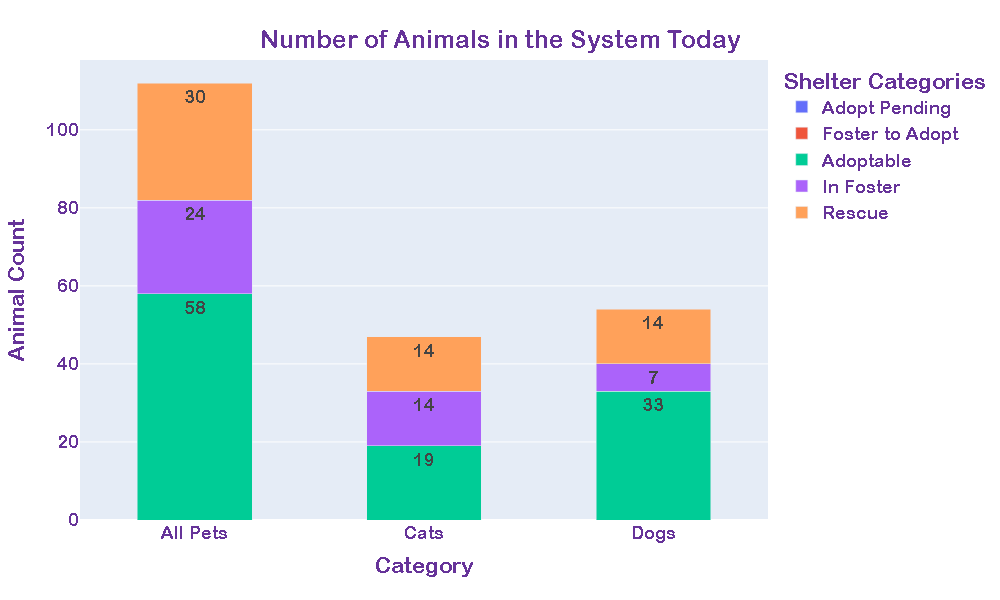 Number of Animals in the System Today
Shelter Categories
Adopt Pending
Foster to Adopt
Adoptable
In Foster
Rescue
Animal Count
100
80
60
40
20
0
30
24
58
14
14
19
14
7
33
All Pets
Cats
Dogs
Category